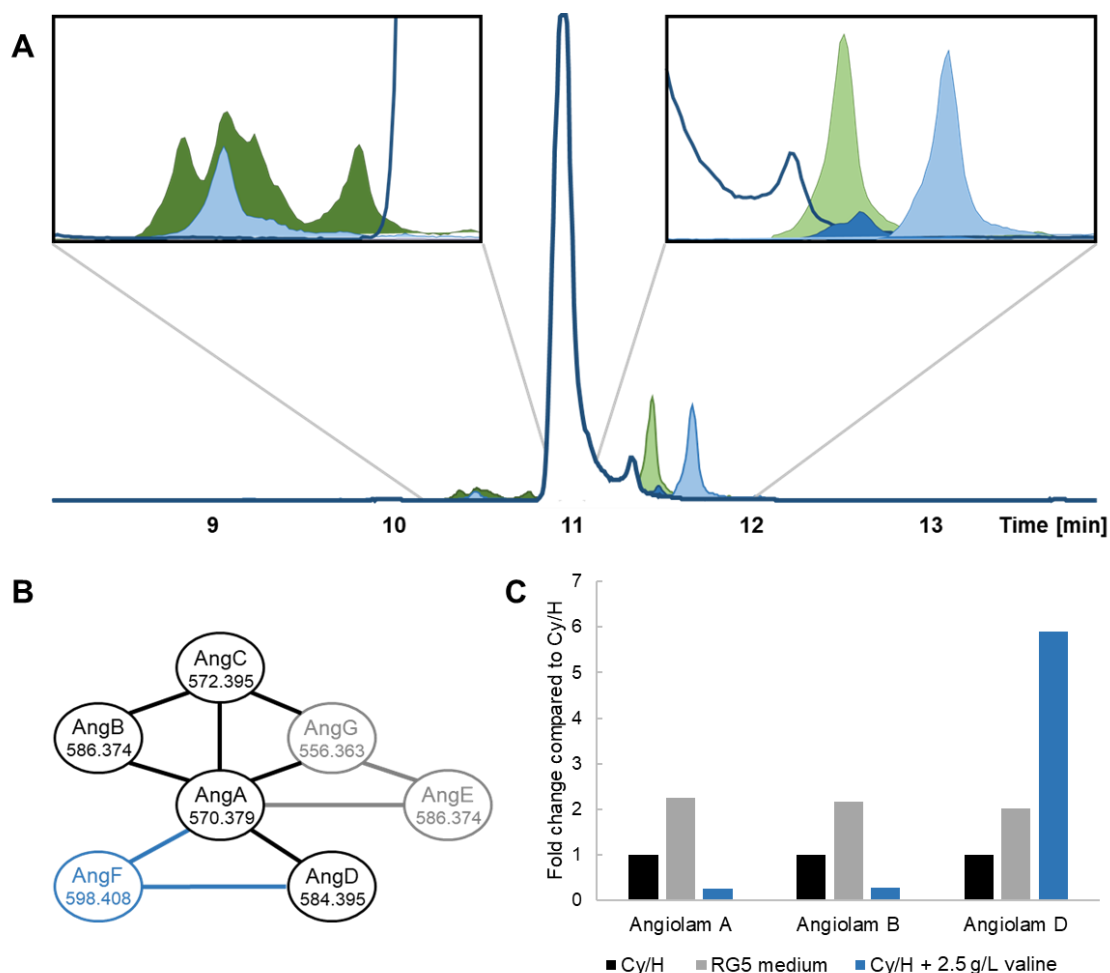 A
9 10 11 12 13 Time [min]
B
AngC
572.395
AngB
586.374
AngG
556.363
AngA
570.379
AngE
586.374
AngF
598.408
AngD
584.395
C
Fold change compared to Cy/H
7
6
5
4
3
2
1
0
Angiolam A Angiolam B Angiolam D
Cy/H RG5 medium Cy/H + 2.5 g/L valine